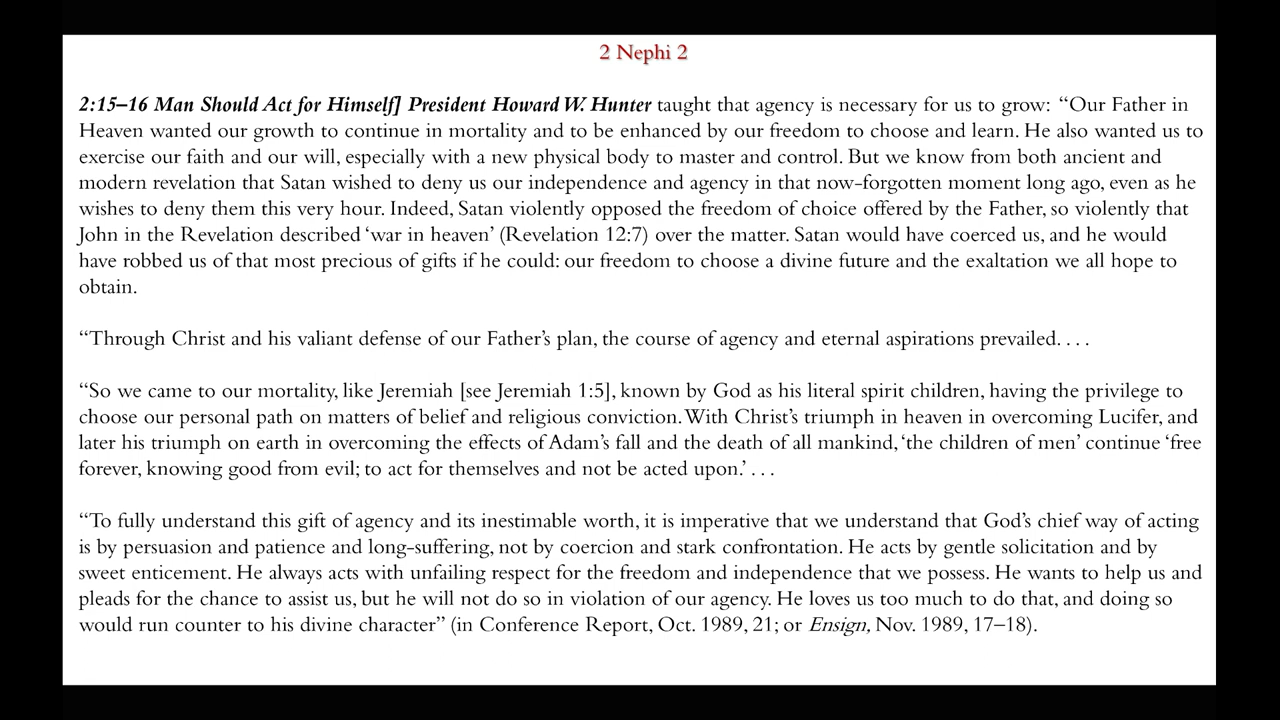 2 Nephi 2
2:15–16 Man Should Act for Himself] President Howard W. Hunter taught that agency is necessary for us to grow: “Our Father in
Heaven wanted our growth to continue in mortality and to be enhanced by our freedom to choose and learn. He also wanted us to
exercise our faith and our will, especially with a new physical body to master and control. But we know from both ancient and
modern revelation that Satan wished to deny us our independence and agency in that now-forgotten moment long ago, even as he
wishes to deny them this very hour. Indeed, Satan violently opposed the freedom of choice offered by the Father, so violently that
John in the Revelation described ‘war in heaven’ (Revelation 12:7) over the matter. Satan would have coerced us, and he would
have robbed us of that most precious of gifts if he could: our freedom to choose a divine future and the exaltation we all hope to
obtain.
“Through Christ and his valiant defense of our Father’s plan, the course of agency and eternal aspirations prevailed. . . .
“So we came to our mortality, like Jeremiah [see Jeremiah 1:5], known by God as his literal spirit children, having the privilege to
choose our personal path on matters of belief and religious conviction. With Christ’s triumph in heaven in overcoming Lucifer, and
later his triumph on earth in overcoming the effects of Adam’s fall and the death of all mankind, ‘the children of men’ continue ‘free
forever, knowing good from evil; to act for themselves and not be acted upon.’ . . .
“To fully understand this gift of agency and its inestimable worth, it is imperative that we understand that God’s chief way of acting
is by persuasion and patience and long-suffering, not by coercion and stark confrontation. He acts by gentle solicitation and by
sweet enticement. He always acts with unfailing respect for the freedom and independence that we possess. He wants to help us and
pleads for the chance to assist us, but he will not do so in violation of our agency. He loves us too much to do that, and doing so
would run counter to his divine character” (in Conference Report, Oct. 1989, 21; or Ensign, Nov. 1989, 17–18).